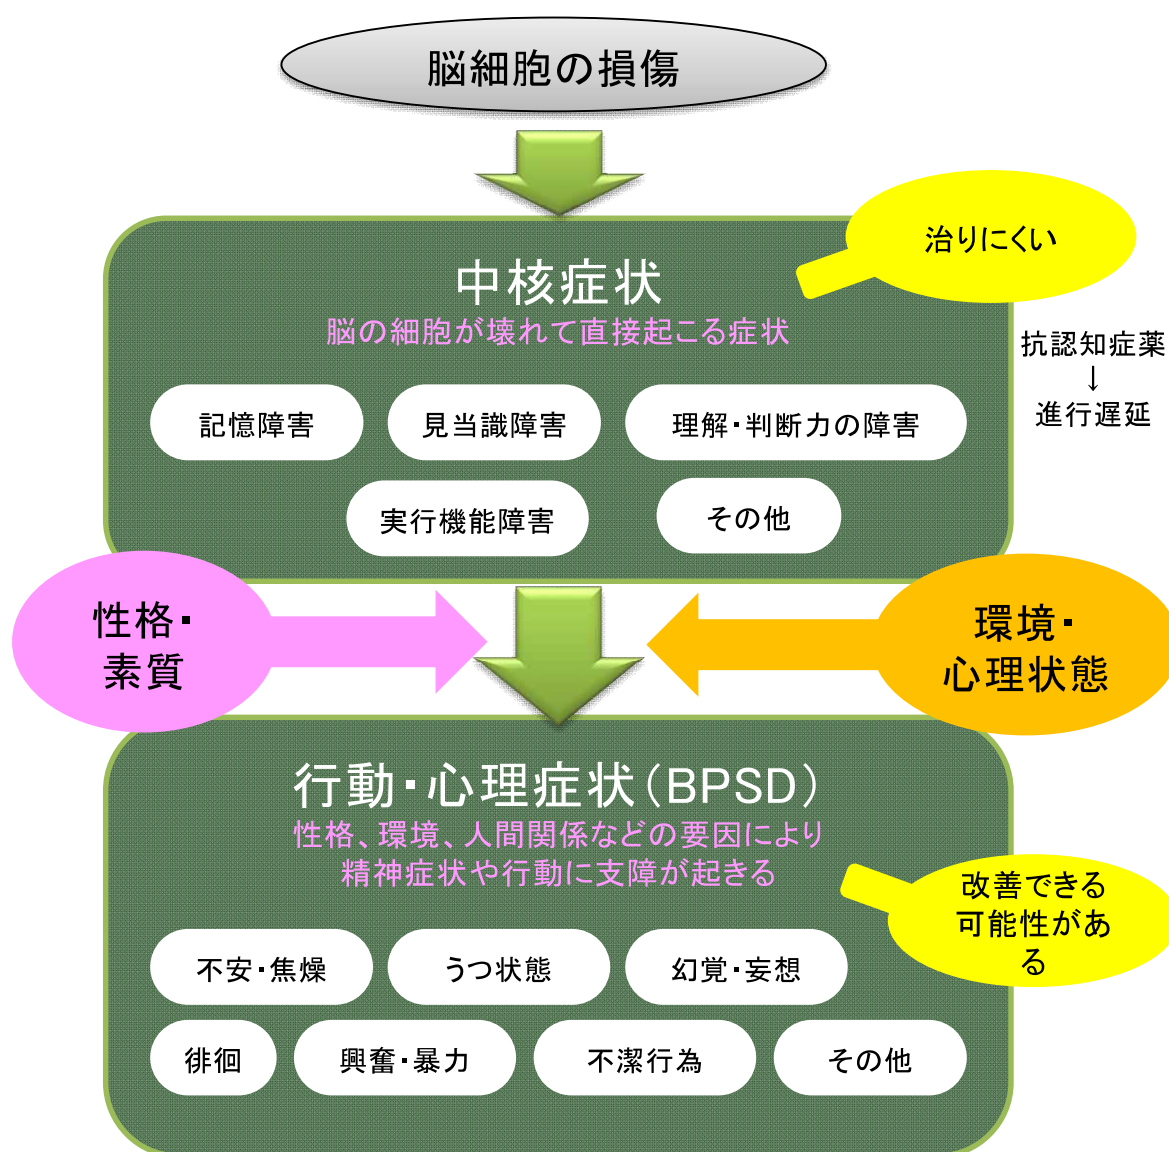 脳細胞の損傷
治りにくい
中核症状
脳の細胞が壊れて直接起こる症状
抗認知症薬
↓
進行遅延
記憶障害
見当識障害
理解・判断力の障害
実行機能障害
その他
性格・
素質
環境・
心理状態
行動・心理症状(BPSD)
性格、環境、人間関係などの要因により
精神症状や行動に支障が起きる
改善できる
可能性があ
る
不安・焦燥
うつ状態
幻覚・妄想
徘徊
興奮・暴力
不潔行為
その他